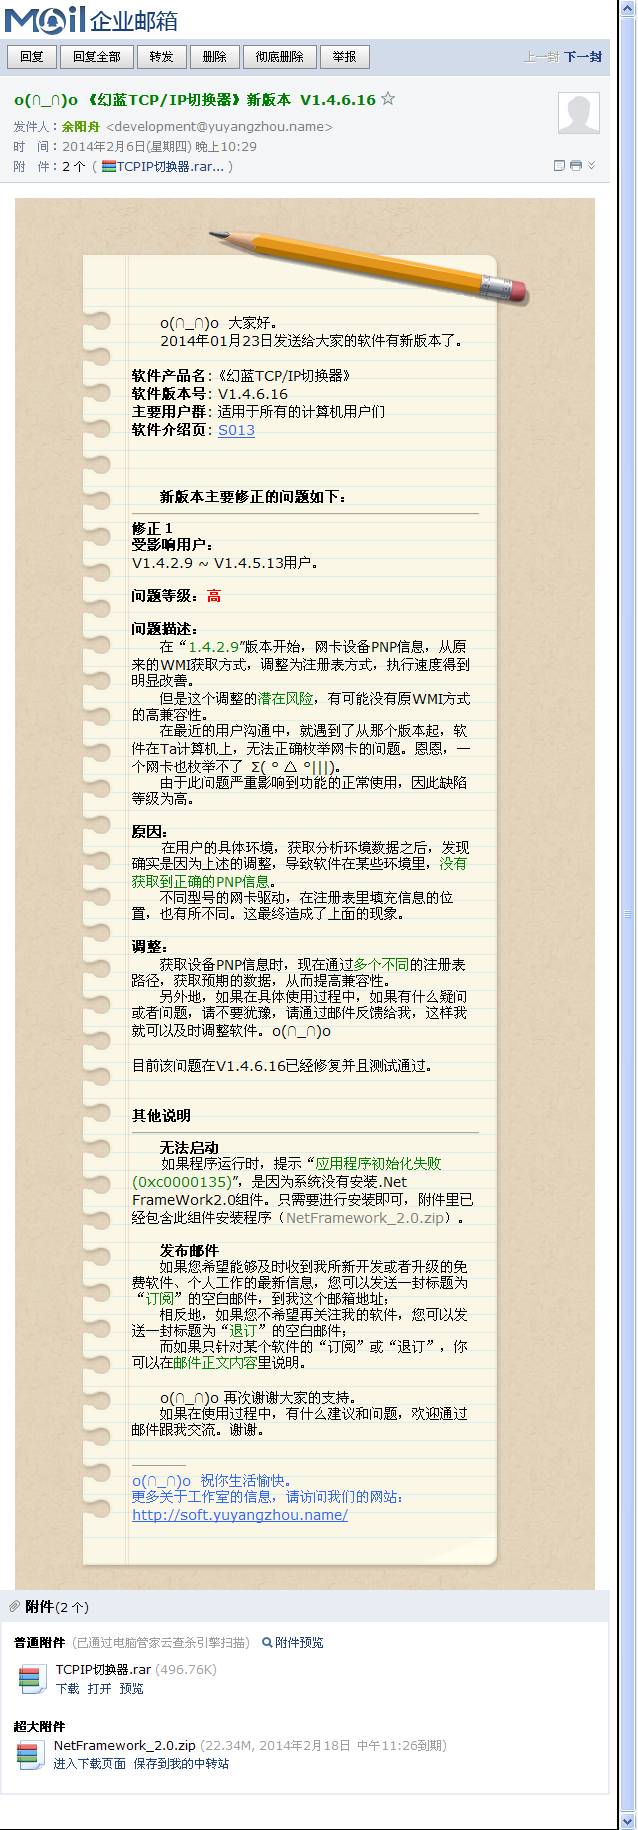 Mail 企业邮箱
回复 回复全部 转发 删除 彻底删除 举报 上一封 下一封
o(∩_∩)o 《幻蓝TCP/IP切换器》新版本 V1.4.6.16
发件人：余阳舟 <development@yuyangzhou.name>
时 间：2014年2月6日(星期四) 晚上10:29
附 件：2 个 ( TCPIP切换器.rar... )
o(∩_∩)o 大家好。
2014年01月23日发送给大家的软件有新版本了。
软件产品名：《幻蓝TCP/IP切换器》
软件版本号：V1.4.6.16
主要用户群：适用于所有的计算机用户们
软件介绍页：S013
新版本主要修正的问题如下：
修正 1
受影响用户：
V1.4.2.9 ~ V1.4.5.13用户。
问题等级：高
问题描述：
在“1.4.2.9”版本开始，网卡设备PNP信息，从原
来的WMI获取方式，调整为注册表方式，执行速度得到
明显改善。
但是这个调整的潜在风险，有可能没有原WMI方式
的高兼容性。
在最近的用户沟通中，就遇到了从那个版本起，软
件在Ta计算机上，无法正确枚举网卡的问题。恩恩，一
个网卡也枚举不了 Σ( ° △ °|||)。
由于此问题严重影响到功能的正常使用，因此缺陷
等级为高。
原因：
在用户的具体环境，获取分析环境数据之后，发现
确实是因为上述的调整，导致软件在某些环境里，没有
获取到正确的PNP信息。
不同型号的网卡驱动，在注册表里填充信息的位
置，也有所不同。这最终造成了上面的现象。
调整：
获取设备PNP信息时，现在通过多个不同的注册表
路径，获取预期的数据，从而提高兼容性。
另外地，如果在具体使用过程中，如果有什么疑问
或者问题，请不要犹豫，请通过邮件反馈给我，这样我
就可以及时调整软件。o(∩_∩)o
目前该问题在V1.4.6.16已经修复并且测试通过。
其他说明
无法启动
如果程序运行时，提示“应用程序初始化失败
(0xc0000135)”，是因为系统没有安装.Net
FrameWork2.0组件。只需要进行安装即可，附件里已
经包含此组件安装程序（NetFramework_2.0.zip）。
发布邮件
如果您希望能够及时收到我所新开发或者升级的免
费软件、个人工作的最新信息，您可以发送一封标题为
“订阅”的空白邮件，到我这个邮箱地址；
相反地，如果您不希望再关注我的软件，您可以发
送一封标题为“退订”的空白邮件；
而如果只针对某个软件的“订阅”或“退订”，你
可以在邮件正文内容里说明。
o(∩_∩)o 再次谢谢大家的支持。
如果在使用过程中，有什么建议和问题，欢迎通过
邮件跟我交流。谢谢。
o(∩_∩)o 祝你生活愉快。
更多关于工作室的信息，请访问我们的网站：
http://soft.yuyangzhou.name/
附件(2 个)
普通附件 (已通过电脑管家云查杀引擎扫描) 附件预览
TCPIP切换器.rar (496.76K)
下载 打开 预览
超大附件
NetFramework_2.0.zip (22.34M, 2014年2月18日 中午11:26到期)
进入下载页面 保存到我的中转站